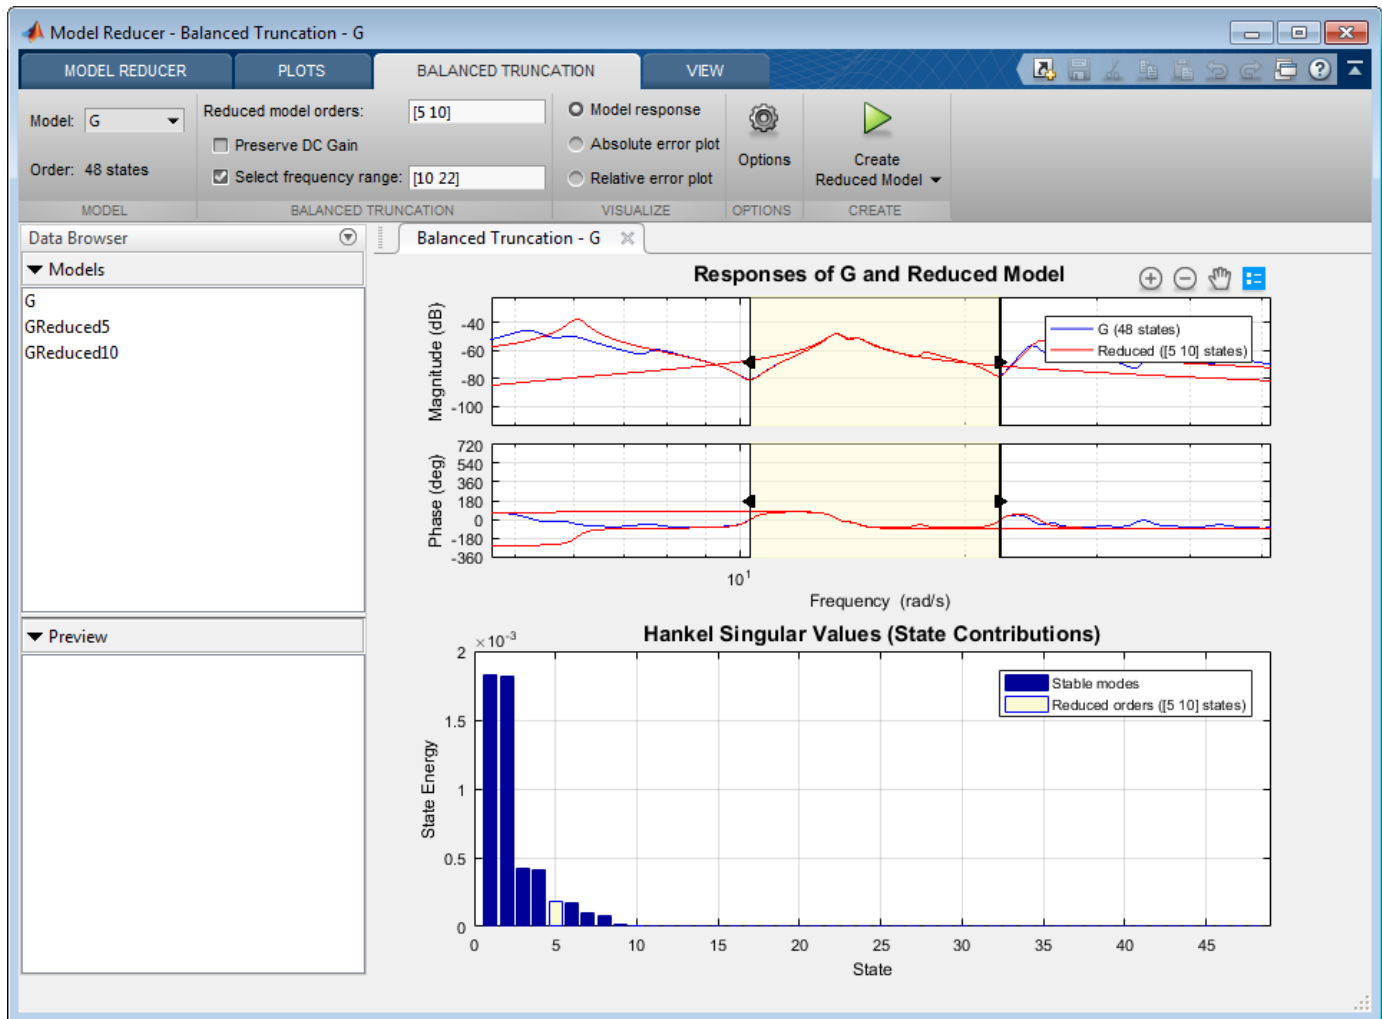 Model Reducer - Balanced Truncation - G
MODEL REDUCER PLOTS BALANCED TRUNCATION VIEW
Model: G
Order: 48 states
MODEL
Reduced model orders: [5 10]
Preserve DC Gain
Select frequency range: [10 22]
BALANCED TRUNCATION
Model response
Absolute error plot
Relative error plot
VISUALIZE
Options
OPTIONS
Create
Reduced Model
CREATE
Data Browser
Models
G
GReduced5
GReduced10
Preview
Balanced Truncation - G
Responses of G and Reduced Model
Magnitude (dB)
-40
-60
-80
-100
G (48 states)
Reduced ([5 10] states)
Phase (deg)
720
540
360
180
0
-180
-360
10^1
Frequency (rad/s)
Hankel Singular Values (State Contributions)
×10^-3
State Energy
2
1.5
1
0.5
0
Stable modes
Reduced orders ([5 10] states)
0 5 10 15 20 25 30 35 40 45
State